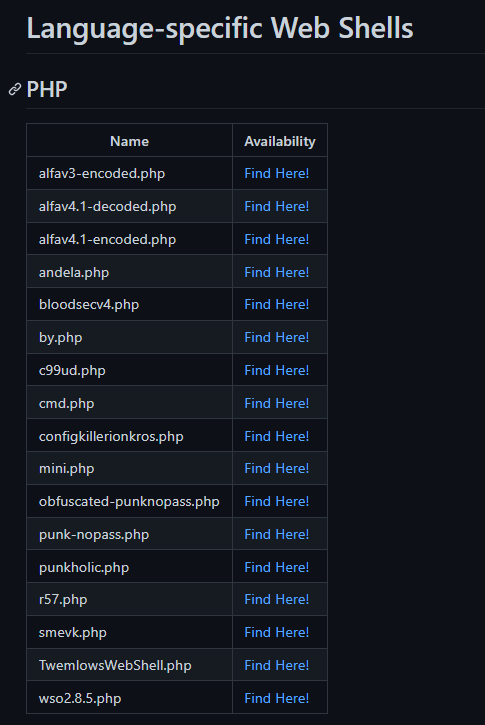 Language-specific Web Shells
PHP
Name Availability
alfav3-encoded.php Find Here!
alfav4.1-decoded.php Find Here!
alfav4.1-encoded.php Find Here!
andela.php Find Here!
bloodsecv4.php Find Here!
by.php Find Here!
c99ud.php Find Here!
cmd.php Find Here!
configkillerionkros.php Find Here!
mini.php Find Here!
obfuscated-punknopass.php Find Here!
punk-nopass.php Find Here!
punkholic.php Find Here!
r57.php Find Here!
smevk.php Find Here!
TwemlowsWebShell.php Find Here!
wso2.8.5.php Find Here!